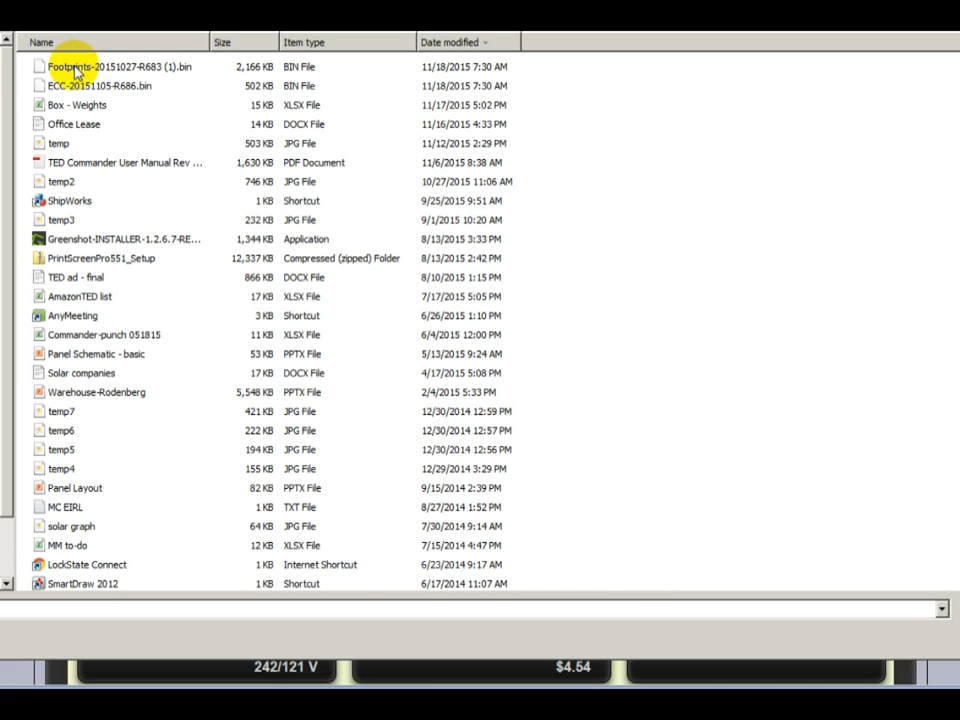 Name Size Item type Date modified
Footprints-20151027-R683 (1).bin 2,166 KB BIN File 11/18/2015 7:30 AM
ECC-20151105-R686.bin 502 KB BIN File 11/18/2015 7:30 AM
Box - Weights 15 KB XLSX File 11/17/2015 5:02 PM
Office Lease 14 KB DOCX File 11/16/2015 4:33 PM
temp 503 KB JPG File 11/12/2015 2:29 PM
TED Commander User Manual Rev ... 1,630 KB PDF Document 11/6/2015 8:38 AM
temp2 746 KB JPG File 10/27/2015 11:06 AM
ShipWorks 1 KB Shortcut 9/25/2015 9:51 AM
temp3 232 KB JPG File 9/1/2015 10:20 AM
Greenshot-INSTALLER-1.2.6.7-RE... 1,344 KB Application 8/13/2015 3:33 PM
PrintScreenPro551_Setup 12,337 KB Compressed (zipped) Folder 8/13/2015 2:42 PM
TED ad - final 866 KB DOCX File 8/10/2015 1:15 PM
AmazonTED list 17 KB XLSX File 7/17/2015 5:05 PM
AnyMeeting 3 KB Shortcut 6/26/2015 1:10 PM
Commander-punch 051815 11 KB XLSX File 6/4/2015 12:00 PM
Panel Schematic - basic 53 KB PPTX File 5/13/2015 9:24 AM
Solar companies 17 KB DOCX File 4/17/2015 5:08 PM
Warehouse-Rodenberg 5,548 KB PPTX File 2/4/2015 5:33 PM
temp7 421 KB JPG File 12/30/2014 12:59 PM
temp6 222 KB JPG File 12/30/2014 12:57 PM
temp5 194 KB JPG File 12/30/2014 12:56 PM
temp4 155 KB JPG File 12/29/2014 3:29 PM
Panel Layout 82 KB PPTX File 9/15/2014 2:39 PM
MC EIRL 1 KB TXT File 8/27/2014 1:52 PM
solar graph 64 KB JPG File 7/30/2014 9:14 AM
MM to-do 12 KB XLSX File 7/15/2014 4:47 PM
LockState Connect 1 KB Internet Shortcut 6/23/2014 9:17 AM
SmartDraw 2012 1 KB Shortcut 6/17/2014 11:07 AM
242/121 V $4.54